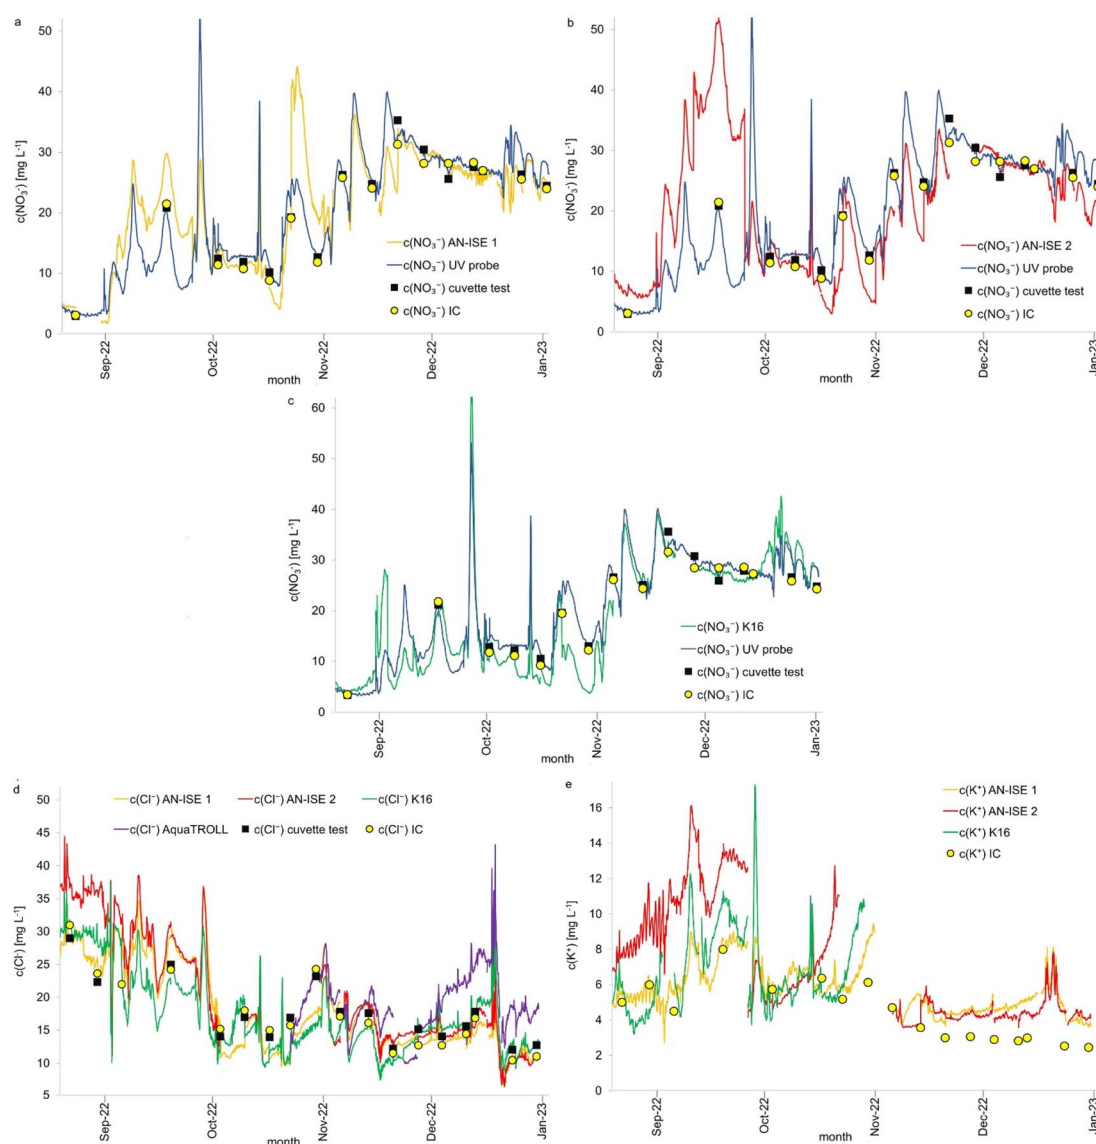 a
c(NO₃⁻) [mg L⁻¹]
50
40
30
20
10
0
c(NO₃⁻) AN-ISE 1
c(NO₃⁻) UV probe
c(NO₃⁻) cuvette test
c(NO₃⁻) IC
Sep-22
Oct-22
Nov-22
Dec-22
Jan-23
month
b
c(NO₃⁻) [mg L⁻¹]
50
40
30
20
10
0
c(NO₃⁻) AN-ISE 2
c(NO₃⁻) UV probe
c(NO₃⁻) cuvette test
c(NO₃⁻) IC
Sep-22
Oct-22
Nov-22
Dec-22
Jan-23
month
c
c(NO₃⁻) [mg L⁻¹]
60
50
40
30
20
10
0
c(NO₃⁻) K16
c(NO₃⁻) UV probe
c(NO₃⁻) cuvette test
c(NO₃⁻) IC
Sep-22
Oct-22
Nov-22
Dec-22
Jan-23
month
d
c(Cl⁻) [mg L⁻¹]
50
45
40
35
30
25
20
15
10
5
c(Cl⁻) AN-ISE 1
c(Cl⁻) AN-ISE 2
c(Cl⁻) K16
c(Cl⁻) AquaTROLL
c(Cl⁻) cuvette test
c(Cl⁻) IC
Sep-22
Oct-22
Nov-22
Dec-22
Jan-23
month
e
c(K⁺) [mg L⁻¹]
16
14
12
10
8
6
4
2
0
c(K⁺) AN-ISE 1
c(K⁺) AN-ISE 2
c(K⁺) K16
c(K⁺) IC
Sep-22
Oct-22
Nov-22
Dec-22
Jan-23
month